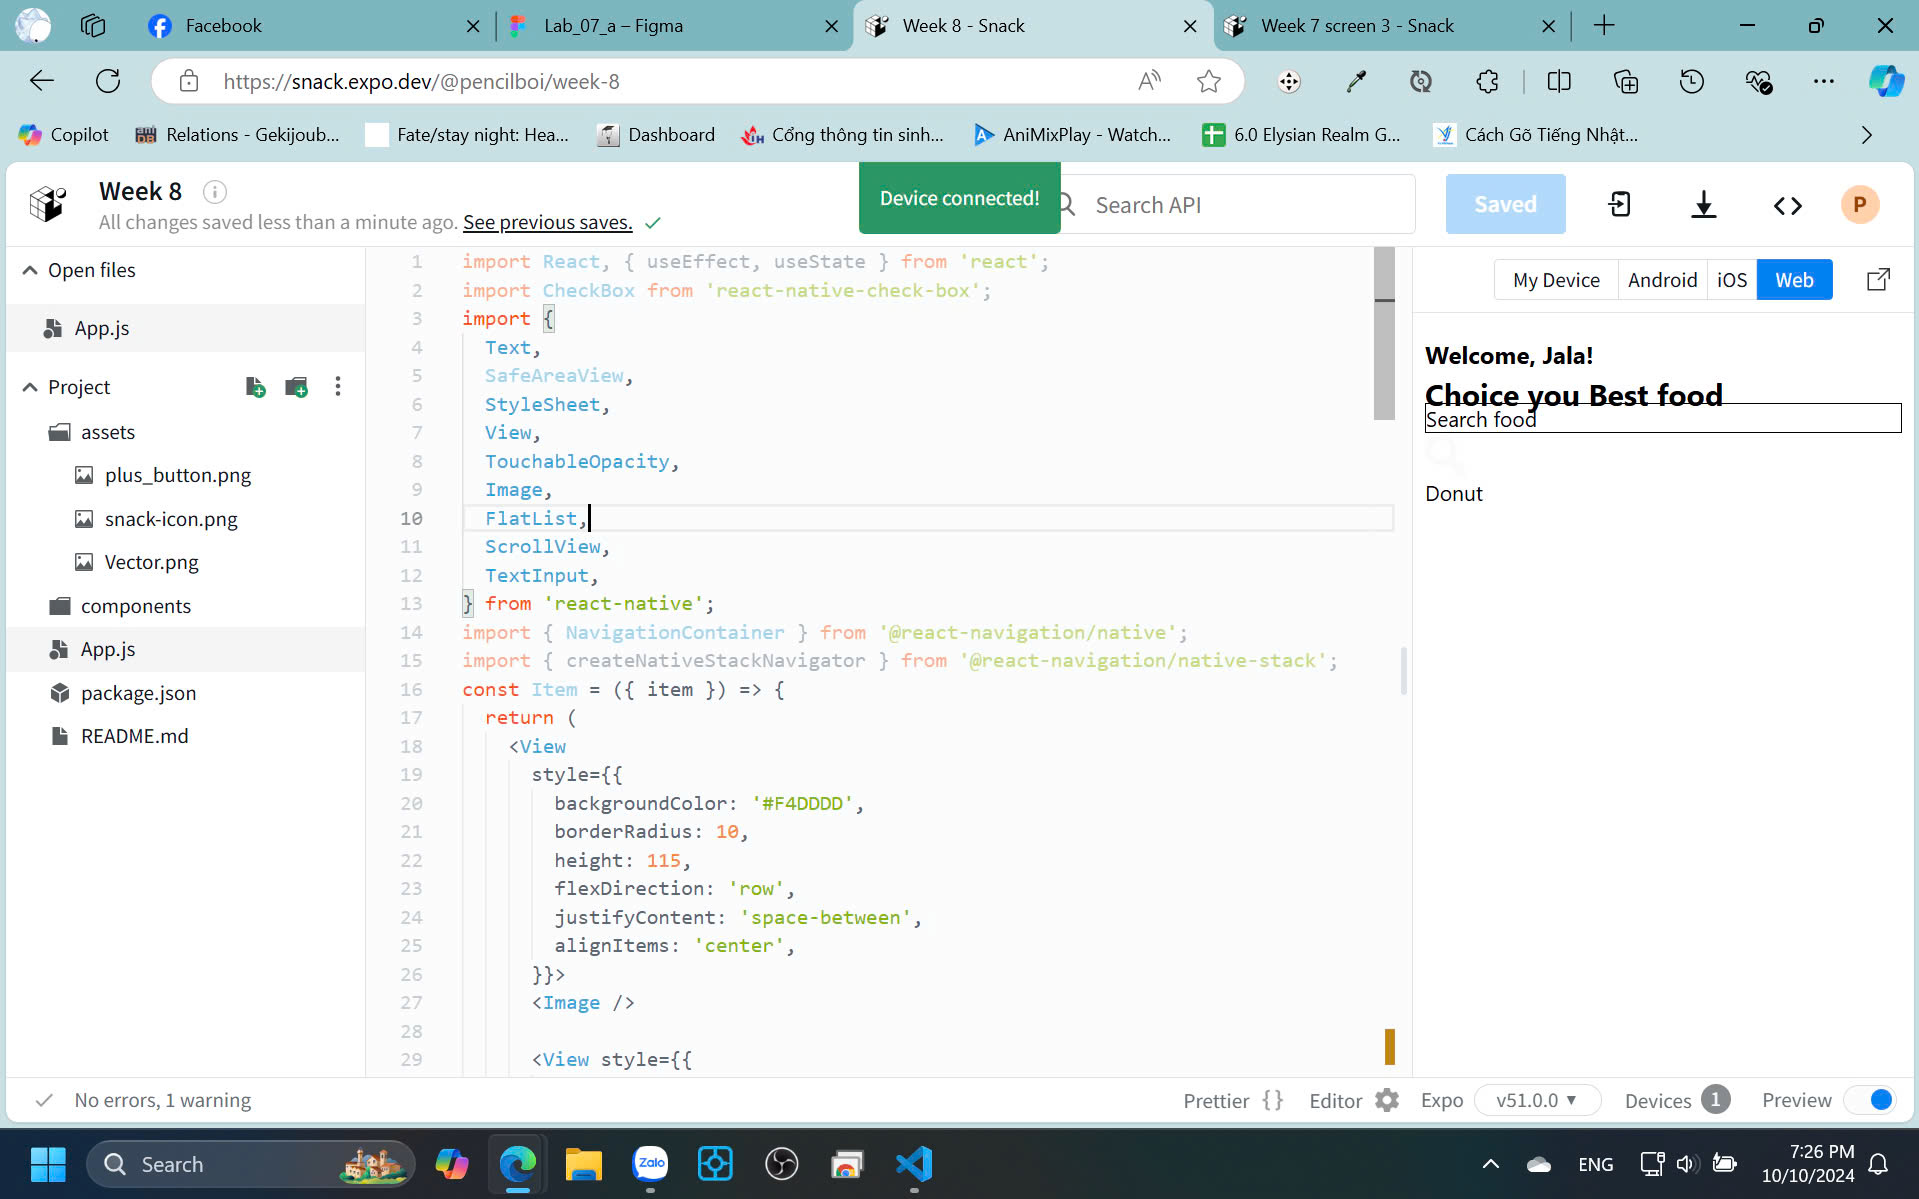 Facebook
Lab_07_a – Figma
Week 8 - Snack
Week 7 screen 3 - Snack
https://snack.expo.dev/@pencilboi/week-8
Copilot
Relations - Gekijoub...
Fate/stay night: Hea...
Dashboard
Cổng thông tin sinh...
AniMixPlay - Watch...
6.0 Elysian Realm G...
Cách Gõ Tiếng Nhật...
Week 8
All changes saved less than a minute ago. See previous saves.
Device connected!
Search API
Saved
P
Open files
App.js
Project
assets
plus_button.png
snack-icon.png
Vector.png
components
App.js
package.json
README.md
1 import React, { useEffect, useState } from 'react';
2 import CheckBox from 'react-native-check-box';
3 import {
4 Text,
5 SafeAreaView,
6 StyleSheet,
7 View,
8 TouchableOpacity,
9 Image,
10 FlatList,
11 ScrollView,
12 TextInput,
13 } from 'react-native';
14 import { NavigationContainer } from '@react-navigation/native';
15 import { createNativeStackNavigator } from '@react-navigation/native-stack';
16 const Item = ({ item }) => {
17 return (
18 <View
19 style={{
20 backgroundColor: '#F4DDDD',
21 borderRadius: 10,
22 height: 115,
23 flexDirection: 'row',
24 justifyContent: 'space-between',
25 alignItems: 'center',
26 }}>
27 <Image />
28
29 <View style={{
My Device
Android
iOS
Web
Welcome, Jala!
Choice you Best food
Search food
Donut
No errors, 1 warning
Prettier { }
Editor
Expo
v51.0.0
Devices 1
Preview
Search
Zalo
ENG
7:26 PM
10/10/2024